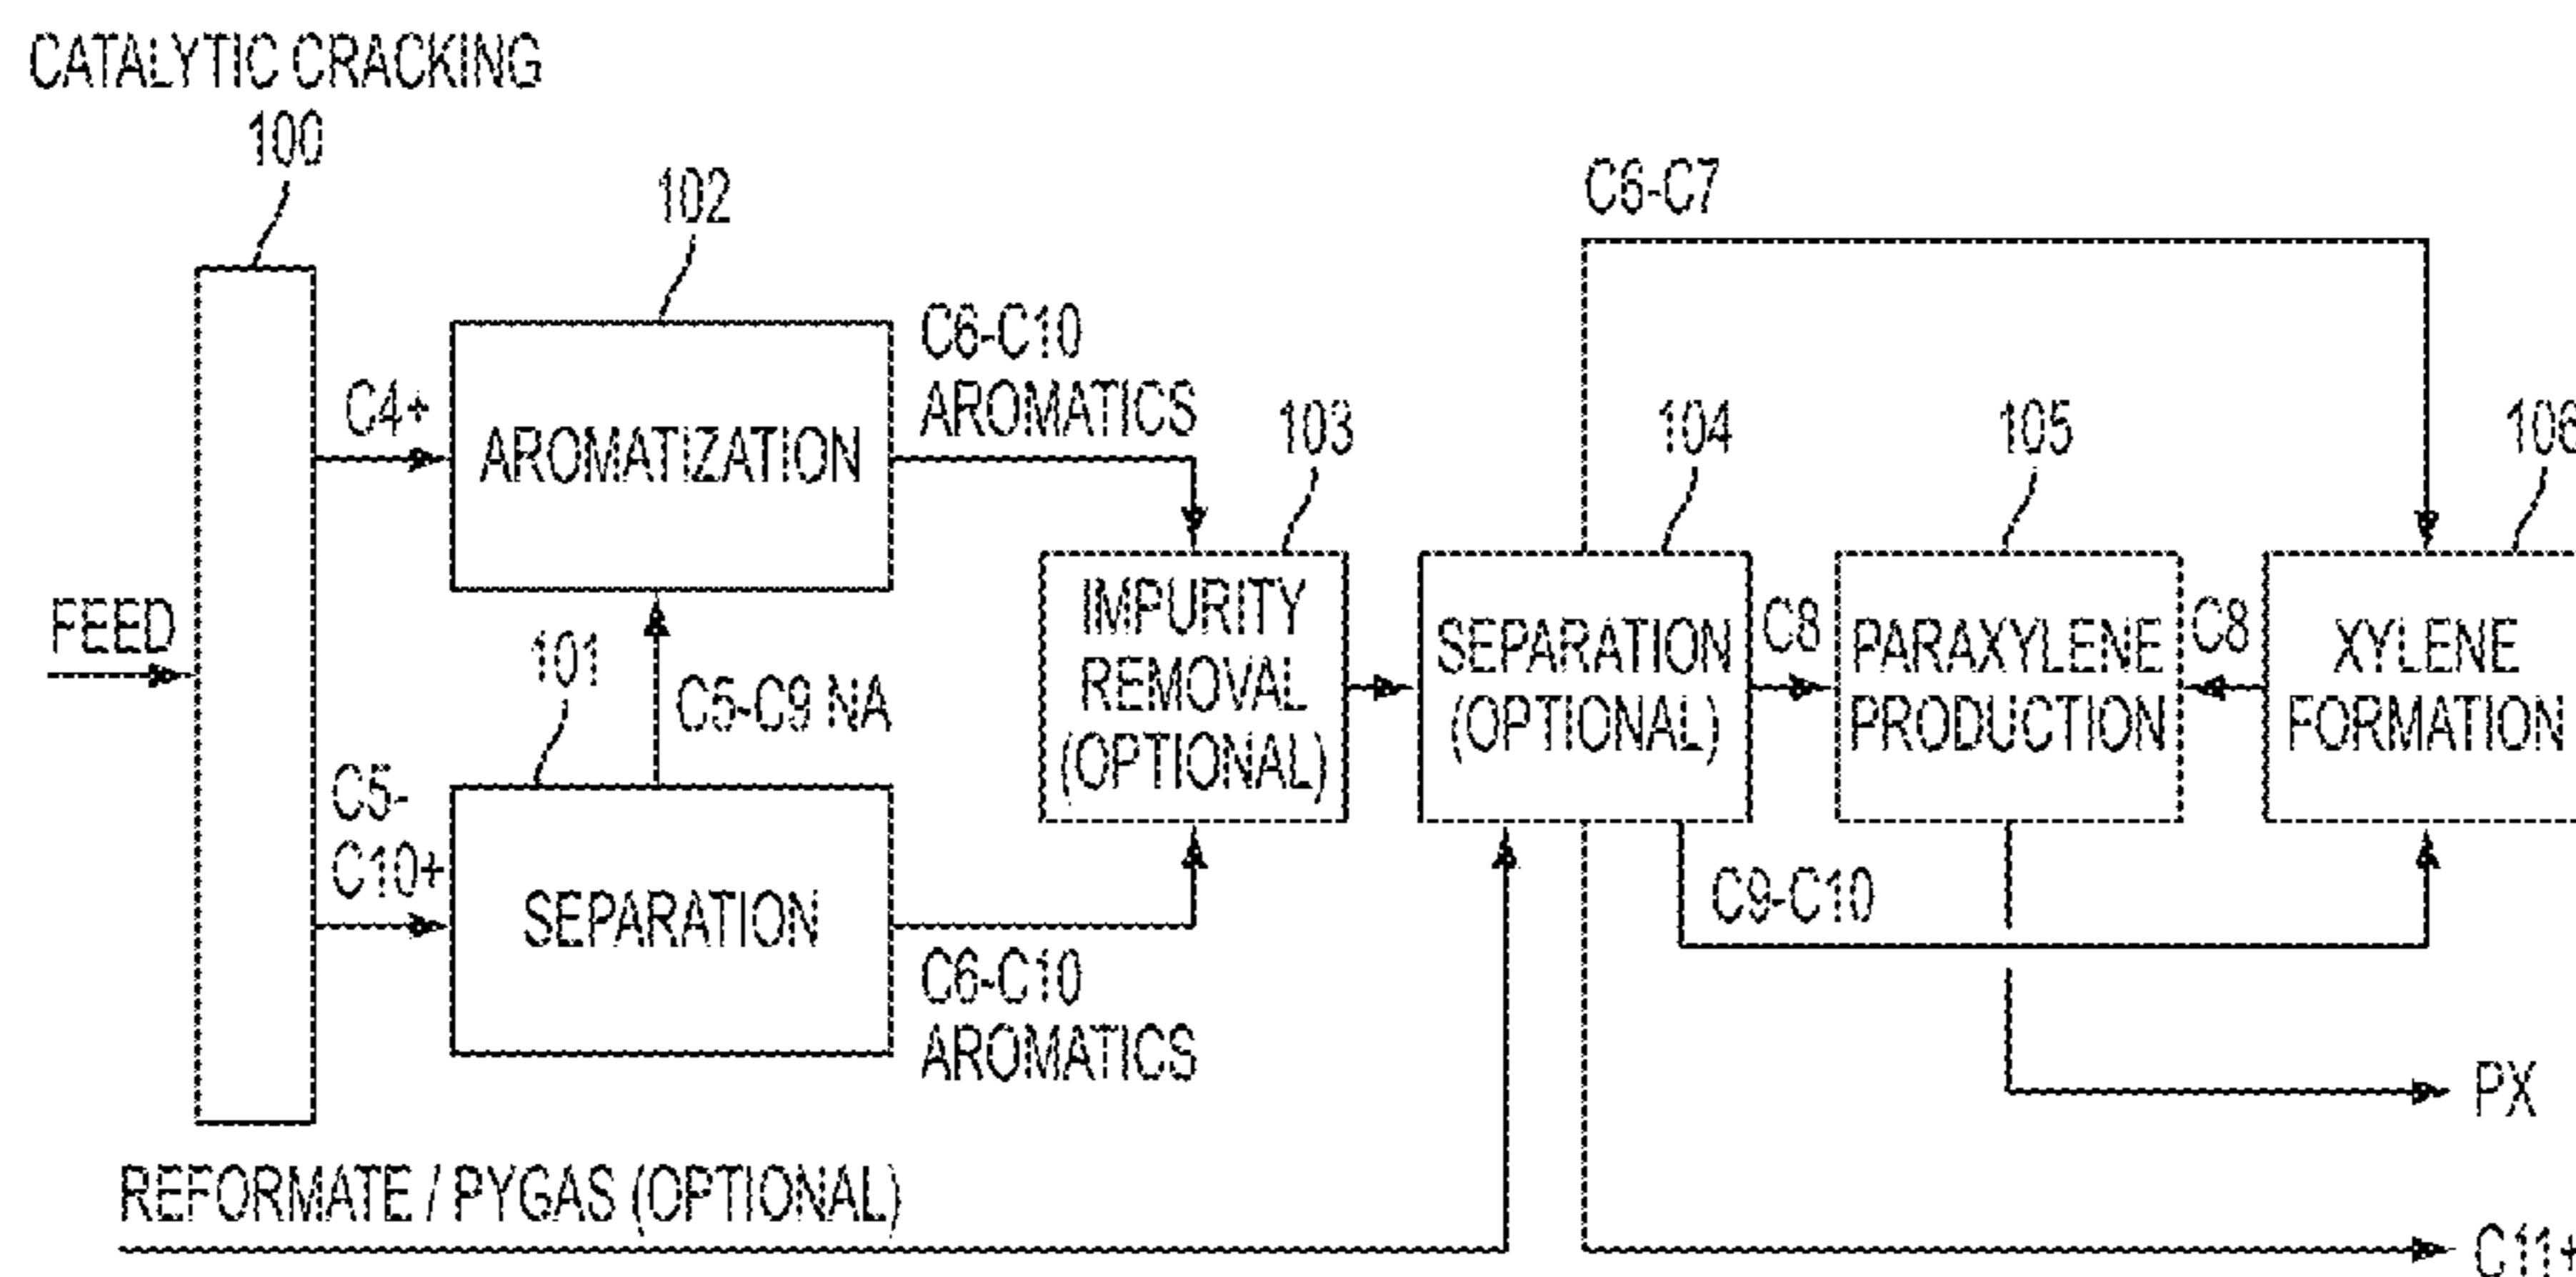 CATALYTIC CRACKING
100
102
C6-C7
C6-C10
AROMATICS
C4+
AROMATIZATION
103
104
105
106
FEED
101
C5-C9 NA
IMPURITY
REMOVAL
(OPTIONAL)
SEPARATION
(OPTIONAL)
C8
PARAXYLENE
PRODUCTION
C8
XYLENE
FORMATION
C5-
C10+
SEPARATION
C6-C10
AROMATICS
C9-C10
PX
REFORMATE / PYGAS (OPTIONAL)
C11+